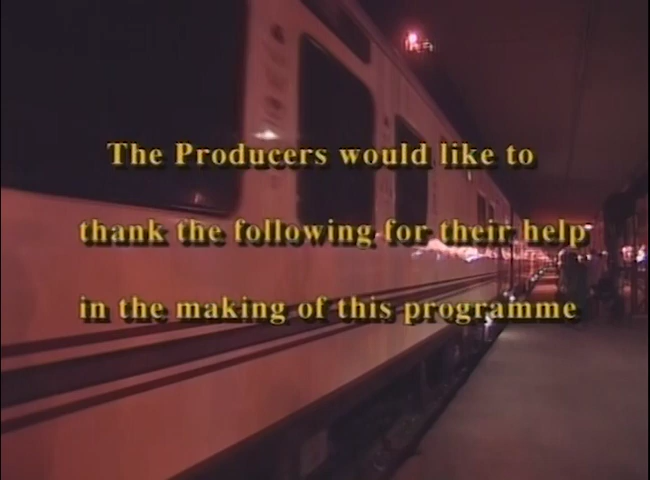 The Producers would like to
thank the following for their help
in the making of this programme